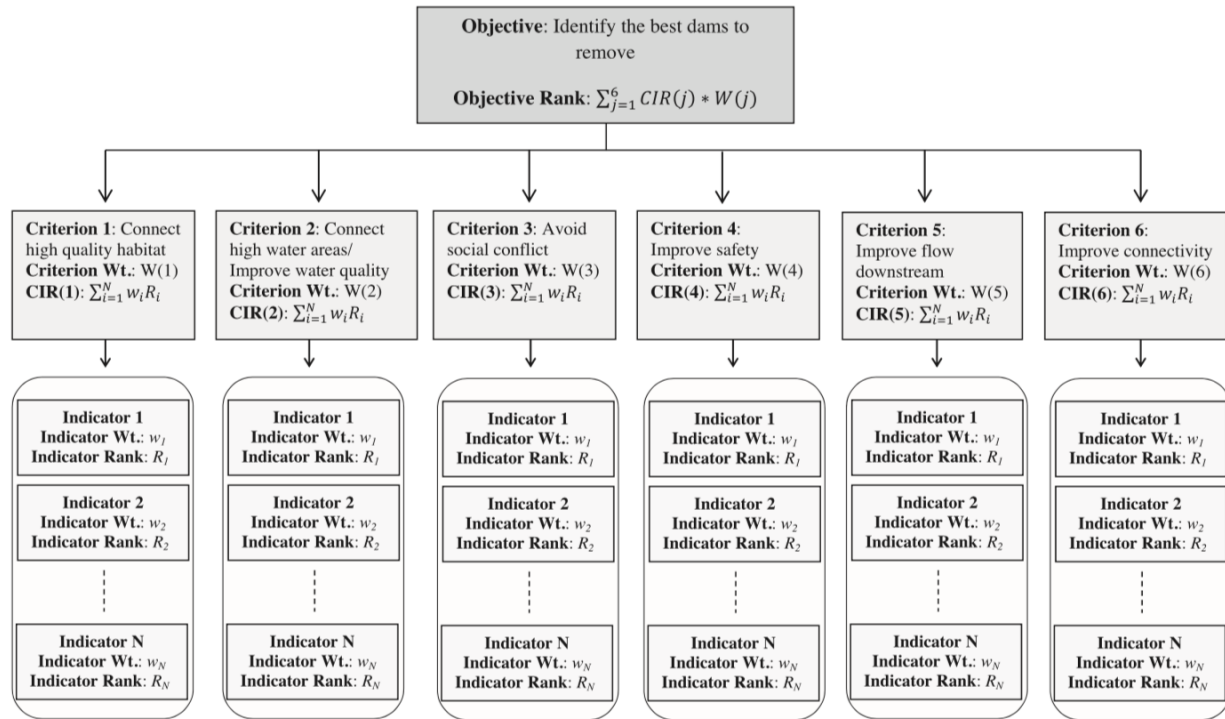 Objective: Identify the best dams to
remove
Objective Rank: ∑_{j=1}^{6} CIR(j) * W(j)
Criterion 1: Connect
high quality habitat
Criterion Wt.: W(1)
CIR(1): ∑_{i=1}^{N} w_i R_i
Criterion 2: Connect
high water areas/
Improve water quality
Criterion Wt.: W(2)
CIR(2): ∑_{i=1}^{N} w_i R_i
Criterion 3: Avoid
social conflict
Criterion Wt.: W(3)
CIR(3): ∑_{i=1}^{N} w_i R_i
Criterion 4:
Improve safety
Criterion Wt.: W(4)
CIR(4): ∑_{i=1}^{N} w_i R_i
Criterion 5:
Improve flow
downstream
Criterion Wt.: W(5)
CIR(5): ∑_{i=1}^{N} w_i R_i
Criterion 6:
Improve connectivity
Criterion Wt.: W(6)
CIR(6): ∑_{i=1}^{N} w_i R_i
Indicator 1
Indicator Wt.: w_1
Indicator Rank: R_1
Indicator 2
Indicator Wt.: w_2
Indicator Rank: R_2
Indicator N
Indicator Wt.: w_N
Indicator Rank: R_N
Indicator 1
Indicator Wt.: w_1
Indicator Rank: R_1
Indicator 2
Indicator Wt.: w_2
Indicator Rank: R_2
Indicator N
Indicator Wt.: w_N
Indicator Rank: R_N
Indicator 1
Indicator Wt.: w_1
Indicator Rank: R_1
Indicator 2
Indicator Wt.: w_2
Indicator Rank: R_2
Indicator N
Indicator Wt.: w_N
Indicator Rank: R_N
Indicator 1
Indicator Wt.: w_1
Indicator Rank: R_1
Indicator 2
Indicator Wt.: w_2
Indicator Rank: R_2
Indicator N
Indicator Wt.: w_N
Indicator Rank: R_N
Indicator 1
Indicator Wt.: w_1
Indicator Rank: R_1
Indicator 2
Indicator Wt.: w_2
Indicator Rank: R_2
Indicator N
Indicator Wt.: w_N
Indicator Rank: R_N
Indicator 1
Indicator Wt.: w_1
Indicator Rank: R_1
Indicator 2
Indicator Wt.: w_2
Indicator Rank: R_2
Indicator N
Indicator Wt.: w_N
Indicator Rank: R_N